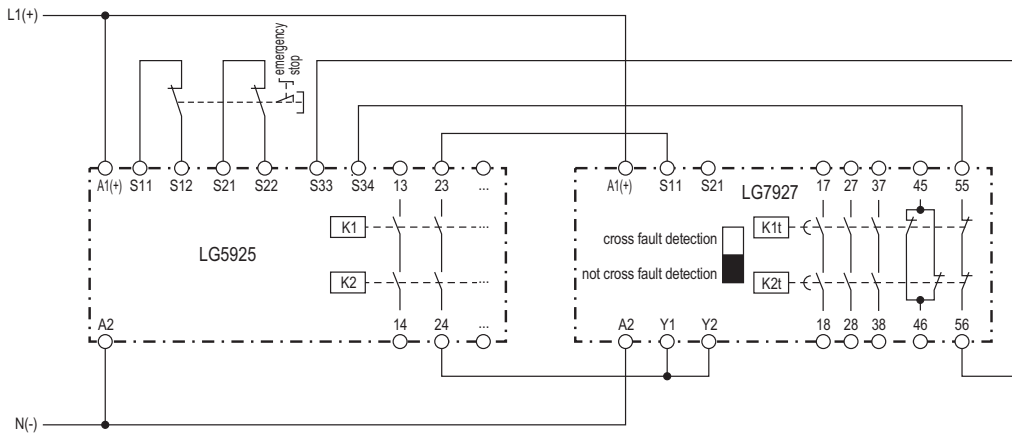 L1(+)
emergency
stop
A1(+) S11 S12 S21 S22 S33 S34 13 23 ...
A1(+) S11 S21 17 27 37 45 55
LG7927
K1 ...
K1t
LG5925
cross fault detection
not cross fault detection
K2 ...
K2t
A2 14 24 ...
A2 Y1 Y2 18 28 38 46 56
N(-)